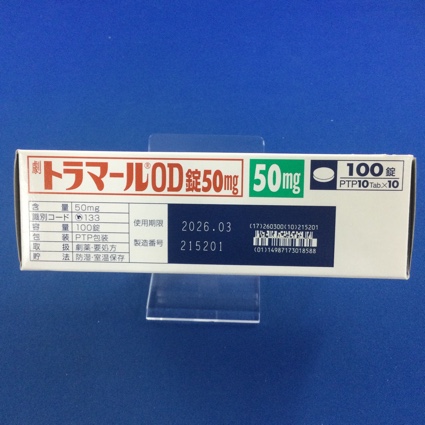 劇 トラマール®OD錠50mg
50mg
100錠
PTP10Tab.×10
含量 50mg
識別コード 133
容量 100錠
包装 PTP包装
取扱 劇薬・要処方
貯法 防湿・室温保存
使用期限 2026.03
製造番号 215201
(17)260300(10)215201
(01)14987173018588